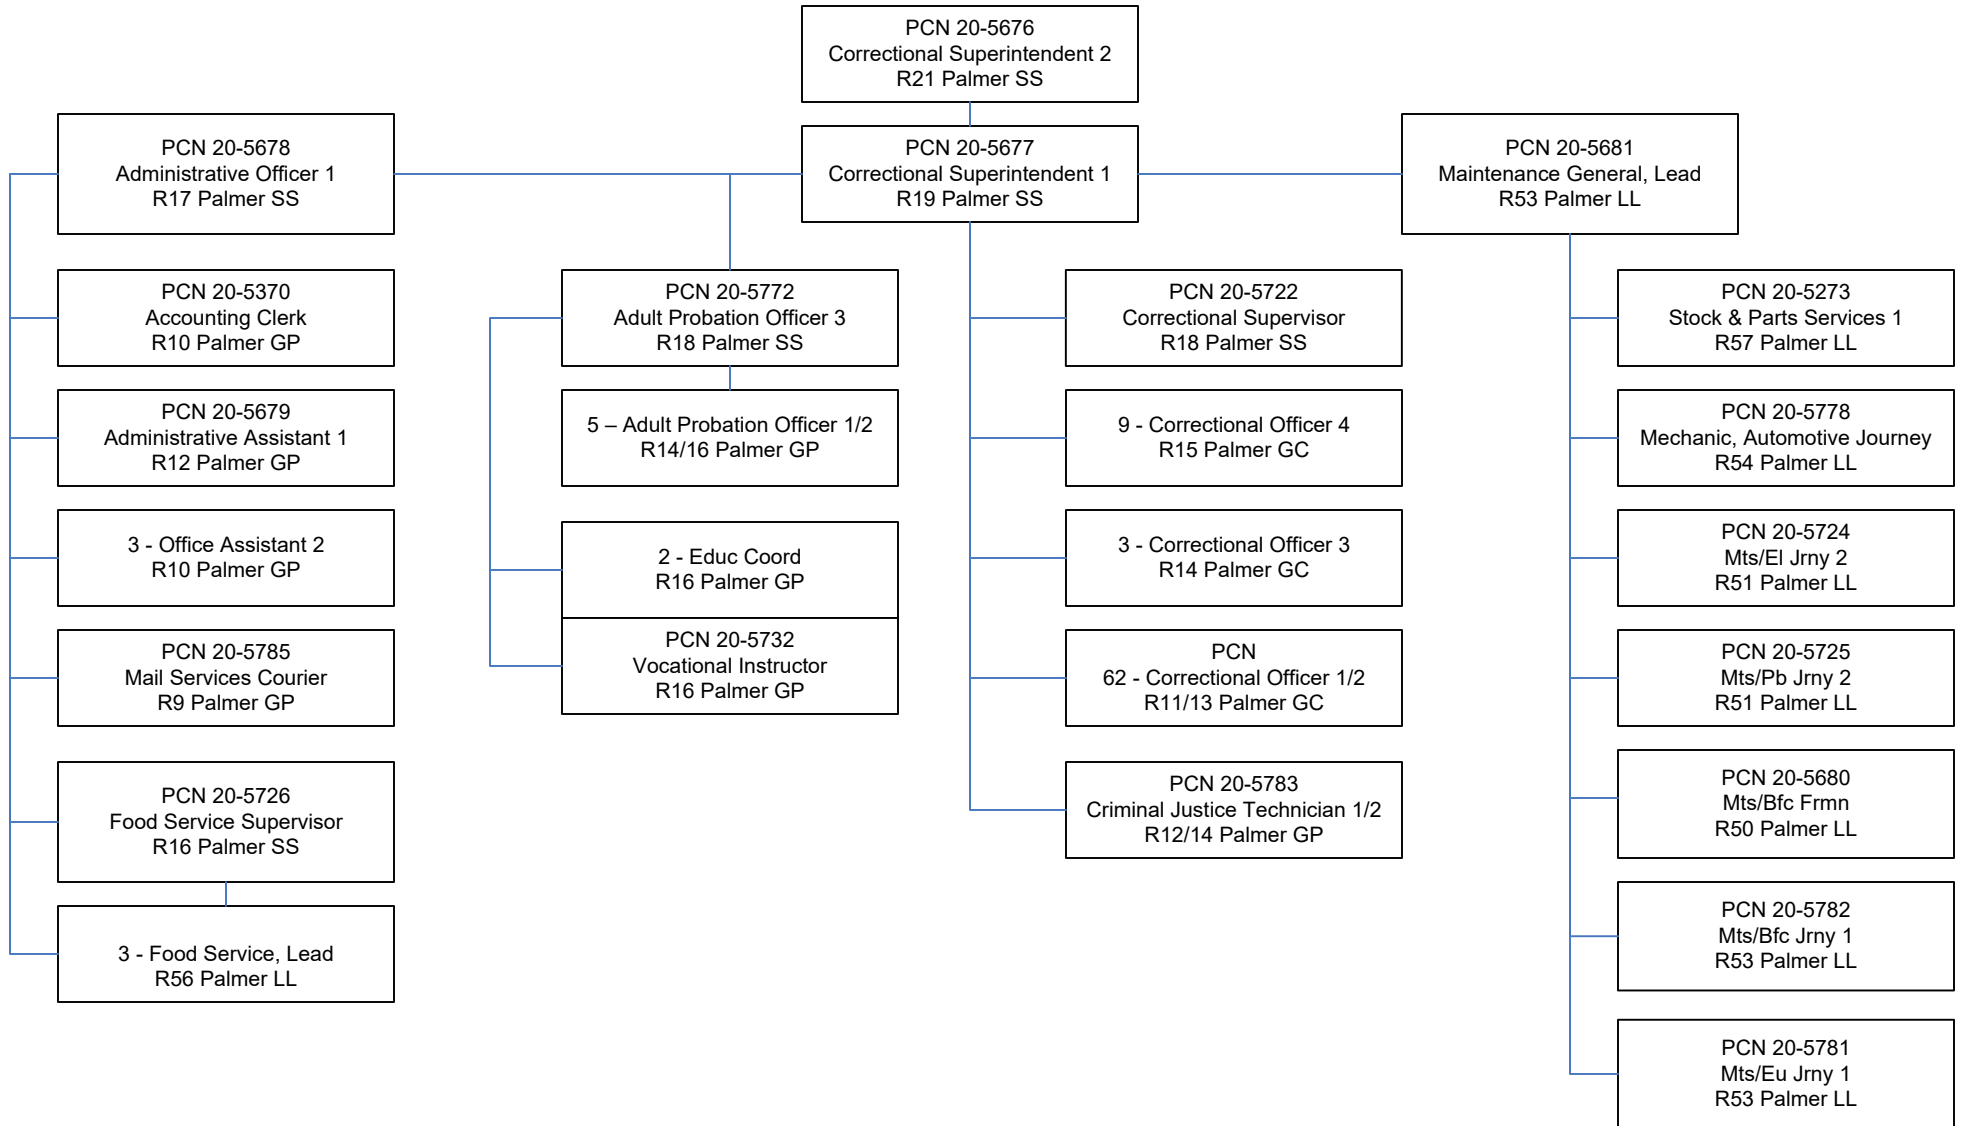 PCN 20-5676
Correctional Superintendent 2
R21 Palmer SS
PCN 20-5678
Administrative Officer 1
R17 Palmer SS
PCN 20-5677
Correctional Superintendent 1
R19 Palmer SS
PCN 20-5681
Maintenance General, Lead
R53 Palmer LL
PCN 20-5370
Accounting Clerk
R10 Palmer GP
PCN 20-5679
Administrative Assistant 1
R12 Palmer GP
3 - Office Assistant 2
R10 Palmer GP
PCN 20-5785
Mail Services Courier
R9 Palmer GP
PCN 20-5726
Food Service Supervisor
R16 Palmer SS
3 - Food Service, Lead
R56 Palmer LL
PCN 20-5772
Adult Probation Officer 3
R18 Palmer SS
5 – Adult Probation Officer 1/2
R14/16 Palmer GP
2 - Educ Coord
R16 Palmer GP
PCN 20-5732
Vocational Instructor
R16 Palmer GP
PCN 20-5722
Correctional Supervisor
R18 Palmer SS
9 - Correctional Officer 4
R15 Palmer GC
3 - Correctional Officer 3
R14 Palmer GC
PCN
62 - Correctional Officer 1/2
R11/13 Palmer GC
PCN 20-5783
Criminal Justice Technician 1/2
R12/14 Palmer GP
PCN 20-5273
Stock & Parts Services 1
R57 Palmer LL
PCN 20-5778
Mechanic, Automotive Journey
R54 Palmer LL
PCN 20-5724
Mts/El Jrny 2
R51 Palmer LL
PCN 20-5725
Mts/Pb Jrny 2
R51 Palmer LL
PCN 20-5680
Mts/Bfc Frmn
R50 Palmer LL
PCN 20-5782
Mts/Bfc Jrny 1
R53 Palmer LL
PCN 20-5781
Mts/Eu Jrny 1
R53 Palmer LL